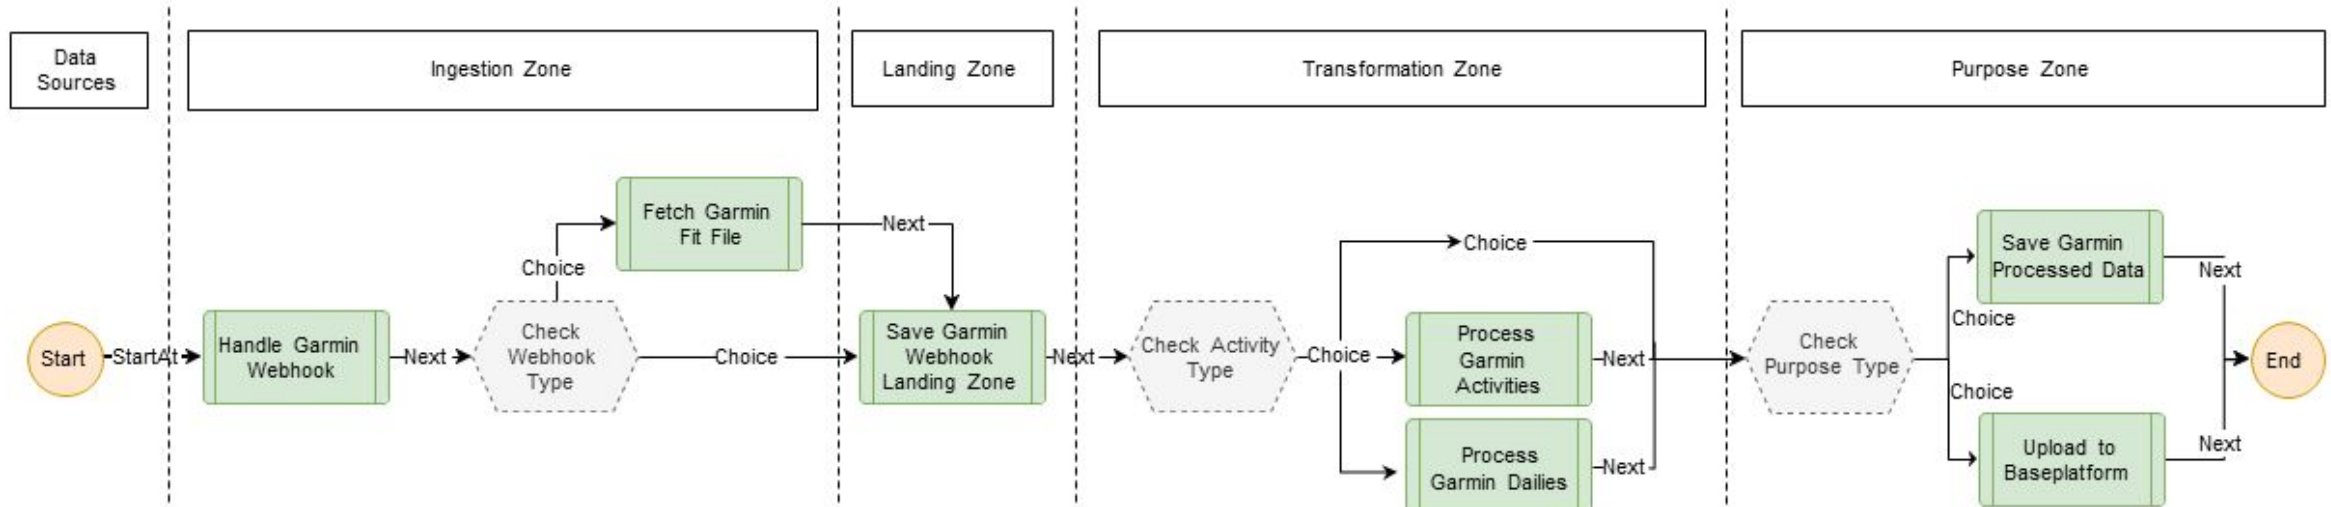 Data
Sources
Ingestion Zone
Landing Zone
Transformation Zone
Purpose Zone
Start
StartAt
Handle Garmin
Webhook
Next
Check
Webhook
Type
Choice
Fetch Garmin
Fit File
Next
Choice
Save Garmin
Webhook
Landing Zone
Next
Check Activity
Type
Choice
Choice
Process
Garmin
Activities
Next
Process
Garmin Dailies
Next
Check
Purpose Type
Choice
Save Garmin
Processed Data
Next
Choice
Upload to
Baseplatform
Next
End